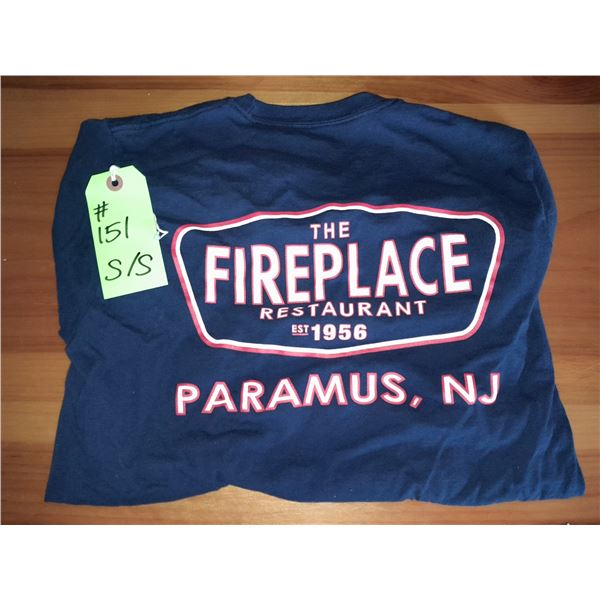 #
151
S/S
THE
FIREPLACE
RESTAURANT
EST 1956
PARAMUS, NJ